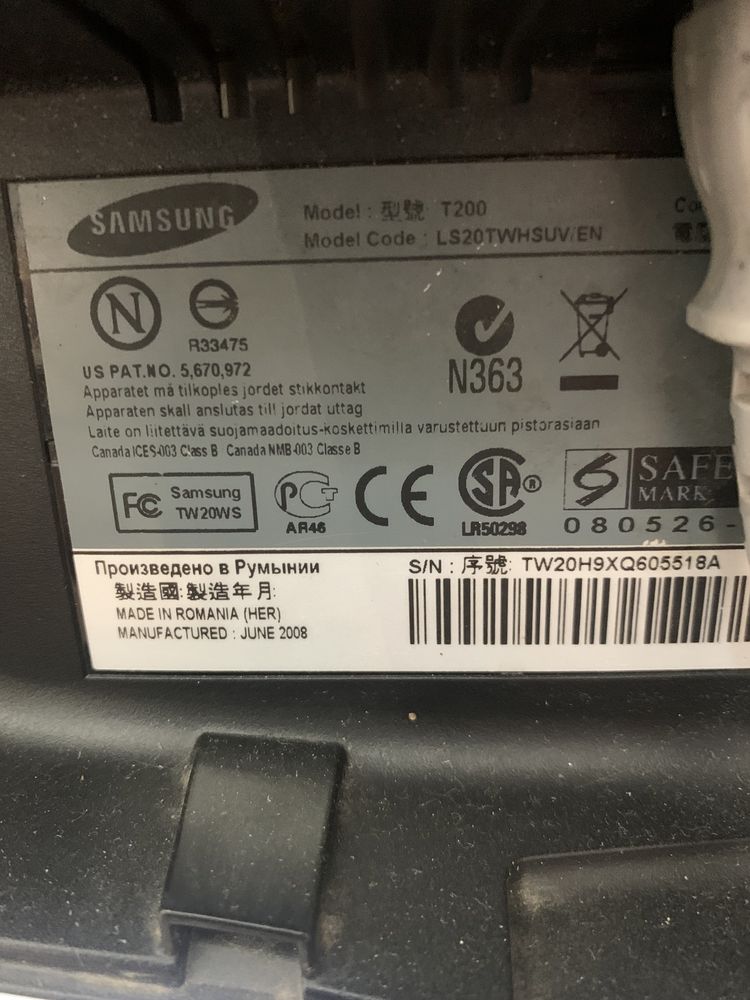 SAMSUNG
Model : 型號 T200
Model Code : LS20TWHSUV/EN
N
R33475
N363
US PAT.NO. 5,670,972
Apparatet må tilkoples jordet stikkontakt
Apparaten skall anslutas till jordat uttag
Laite on liitettävä suojamaadoitus-koskettimilla varustettuun pistorasiaan
Canada ICES-003 Class B Canada NMB-003 Classe B
FC Samsung
TW20WS
PCT
AR46
CE
SA ®
LR50298
S SAFE
MARK
080526-
Произведено в Румынии
製造國: 製造年月:
MADE IN ROMANIA (HER)
MANUFACTURED : JUNE 2008
S/N : 序號: TW20H9XQ605518A